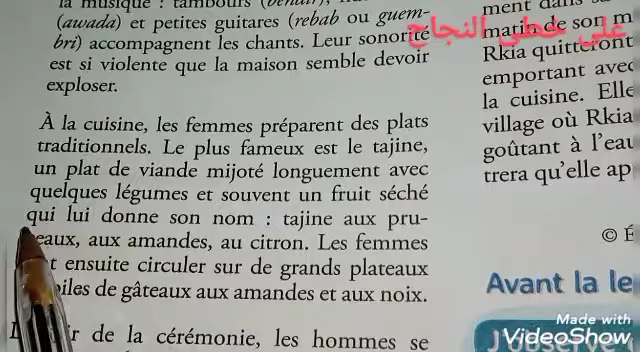 la musique : tambours
(awada) et petites guitares (rebab ou guem-
bri) accompagnent les chants. Leur sonorité
est si violente que la maison semble devoir
exploser.
À la cuisine, les femmes préparent des plats
traditionnels. Le plus fameux est le tajine,
un plat de viande mijoté longuement avec
quelques légumes et souvent un fruit séché
qui lui donne son nom : tajine aux pru-
eaux, aux amandes, au citron. Les femmes
t ensuite circuler sur de grands plateaux
de gâteaux aux amandes et aux noix.
de la cérémonie, les hommes se
ment dans
matin de son m
Rkia quitteront
emportant avec
la cuisine. Elle
village où Rkia
goûtant à l'eau
trera qu'elle ap
©
Avant la le
J'observe
على خطى النجاح
Made with
VideoShow